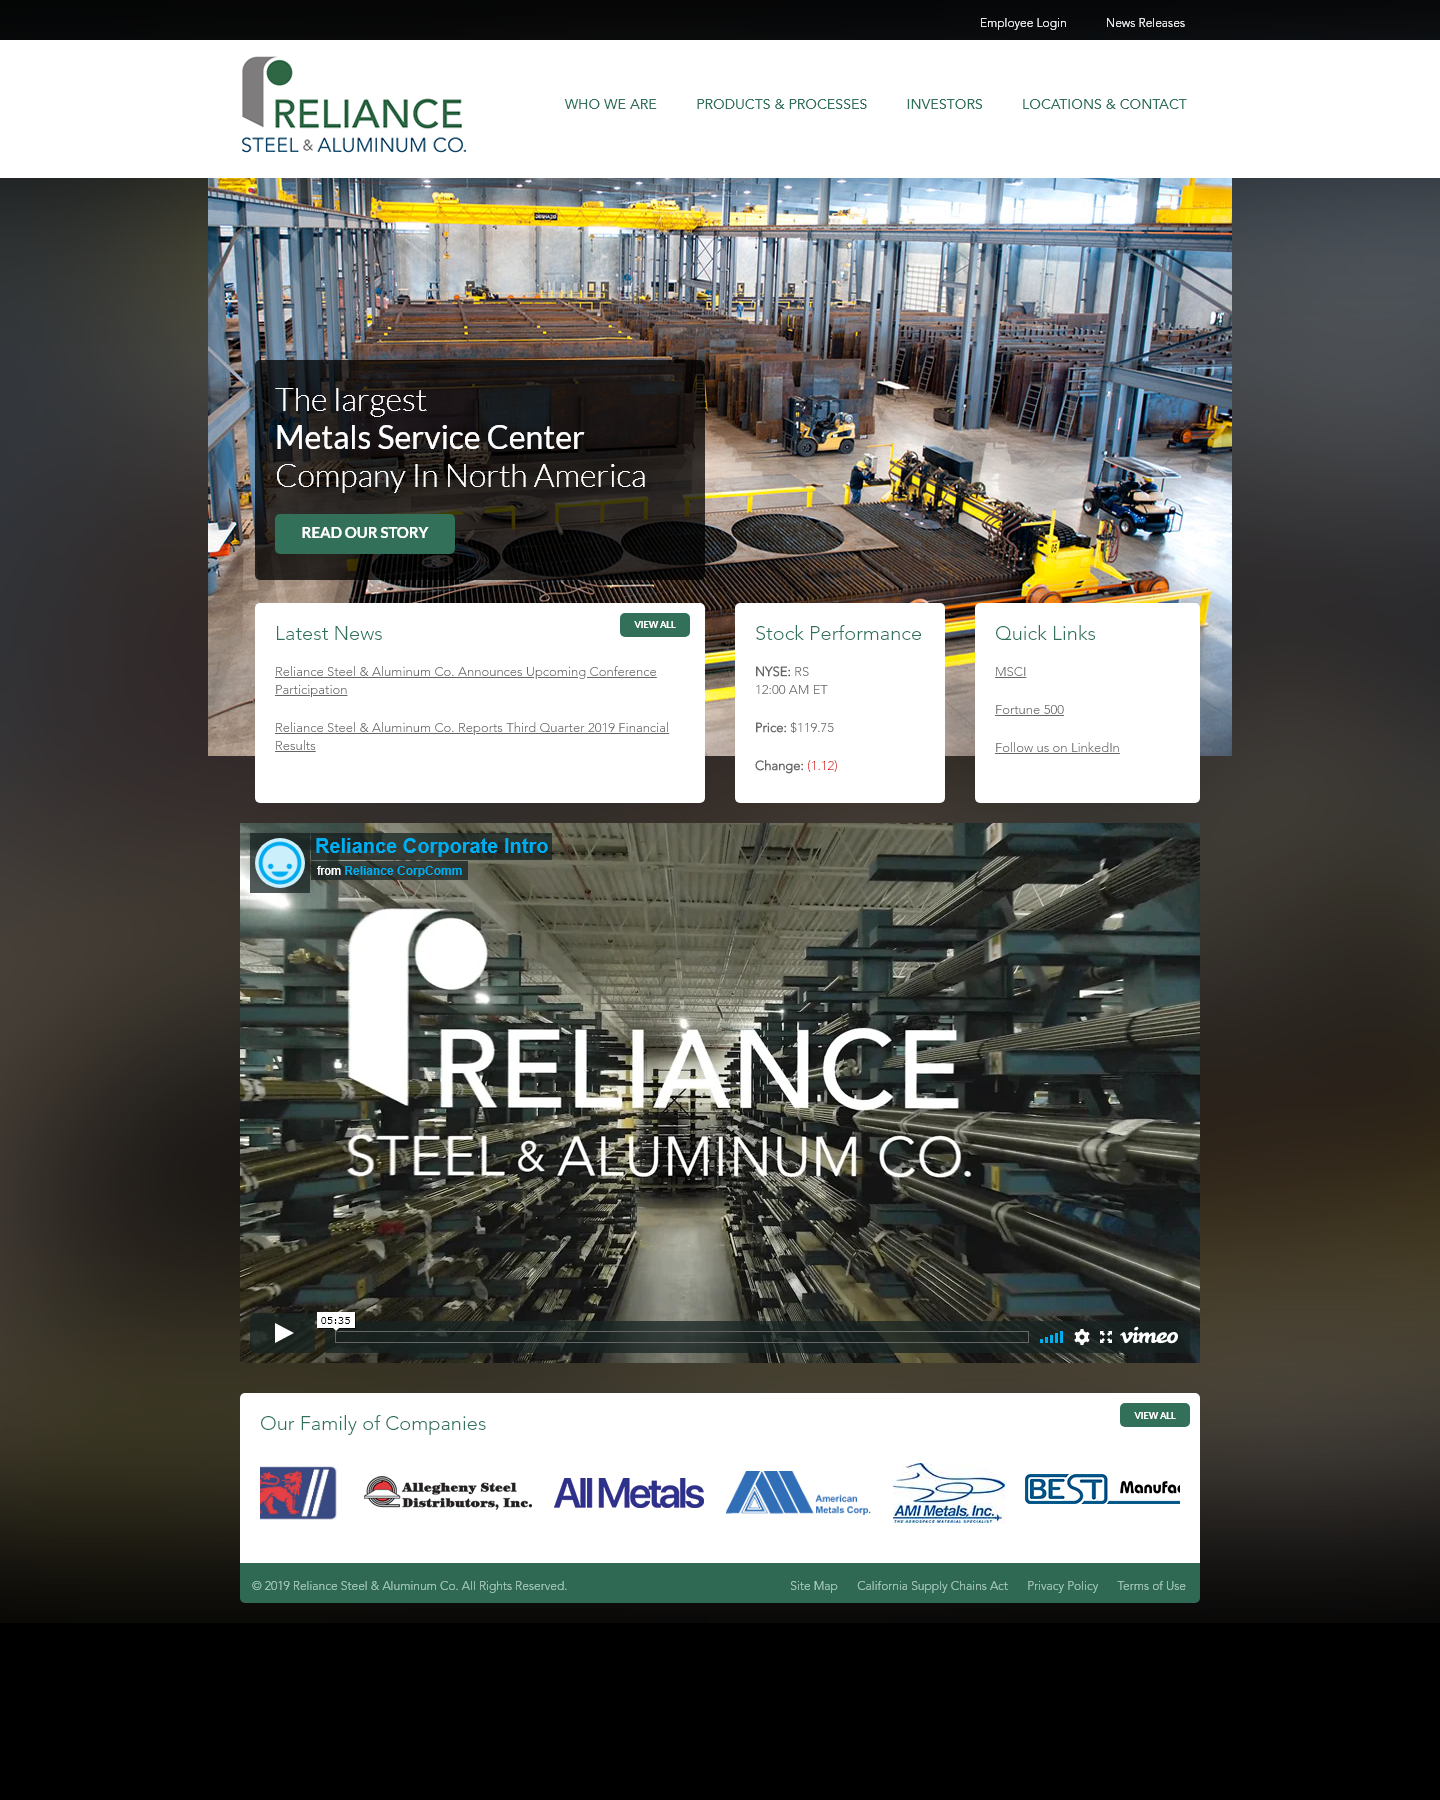 Employee Login
News Releases
RELIANCE
STEEL & ALUMINUM CO.
WHO WE ARE
PRODUCTS & PROCESSES
INVESTORS
LOCATIONS & CONTACT
The largest
Metals Service Center
Company In North America
READ OUR STORY
Latest News
VIEW ALL
Reliance Steel & Aluminum Co. Announces Upcoming Conference
Participation
Reliance Steel & Aluminum Co. Reports Third Quarter 2019 Financial
Results
Stock Performance
NYSE: RS
12:00 AM ET
Price: $119.75
Change: (1.12)
Quick Links
MSCI
Fortune 500
Follow us on LinkedIn
Reliance Corporate Intro
from Reliance CorpComm
RELIANCE
STEEL & ALUMINUM CO.
05:35
vimeo
Our Family of Companies
VIEW ALL
Allegheny Steel
Distributors, Inc.
All Metals
American
Metals Corp.
AMI Metals, Inc.
THE AEROSPACE MATERIAL SPECIALIST
BEST Manufac
© 2019 Reliance Steel & Aluminum Co. All Rights Reserved.
Site Map
California Supply Chains Act
Privacy Policy
Terms of Use